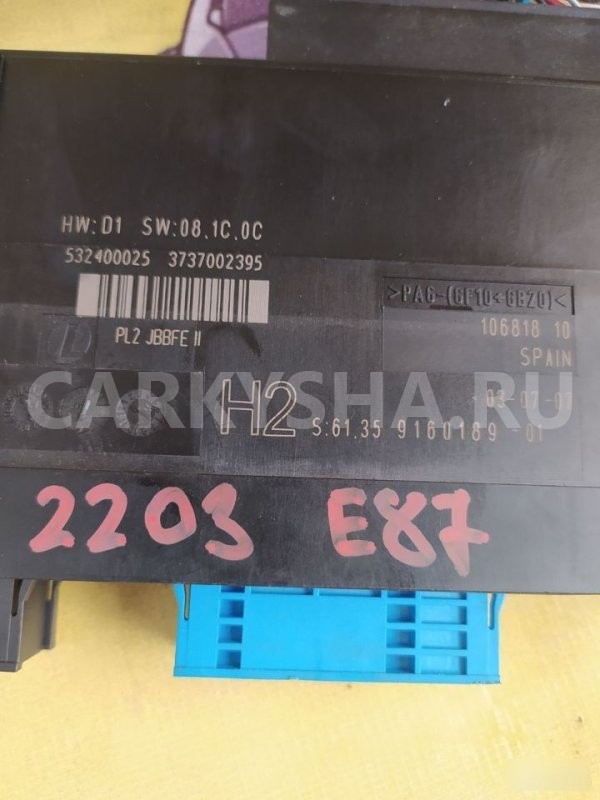 HW:D1 SW:08.1C.0C
532400025 3737002395
>PA6-(GF10+GB20)<
PL2 JBBFE II
106818 10
SPAIN
CARKYSHA.RU
03-07-07
H2 S:61.35 9160189-01
2203 E87